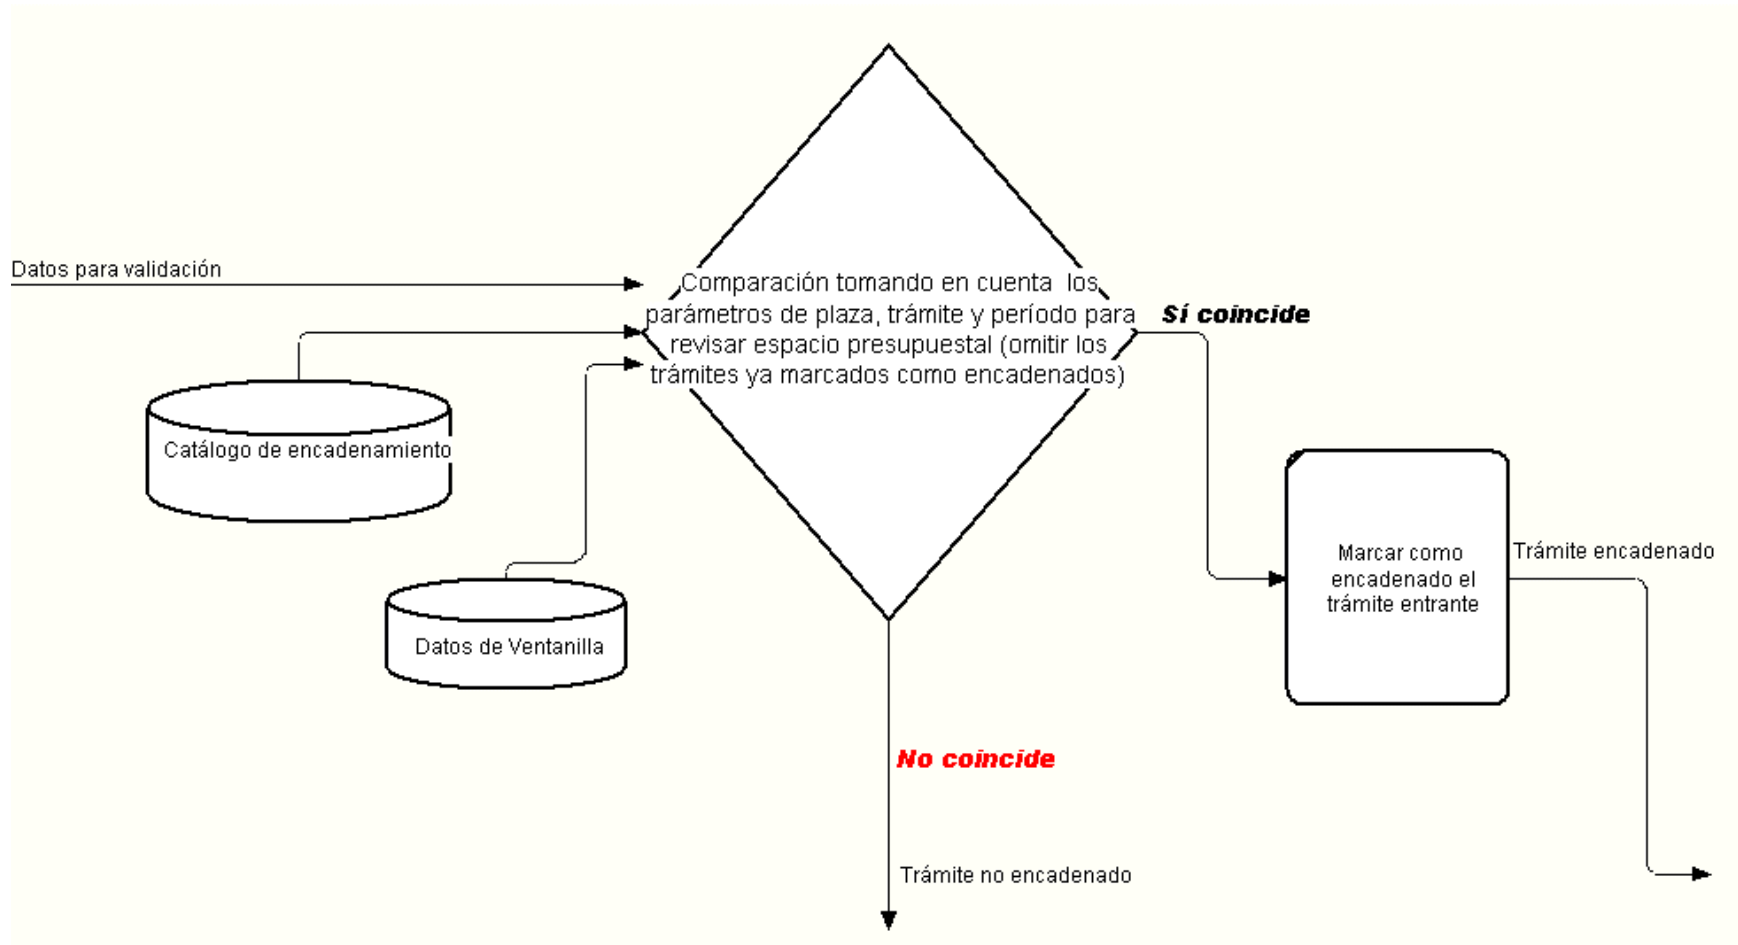 Datos para validación
Comparación tomando en cuenta  los
parámetros de plaza, trámite y período para
revisar espacio presupuestal (omitir los
trámites ya marcados como encadenados)
Sí coincide
Catálogo de encadenamiento
Datos de Ventanilla
Marcar como
encadenado el
trámite entrante
Trámite encadenado
No coincide
Trámite no encadenado